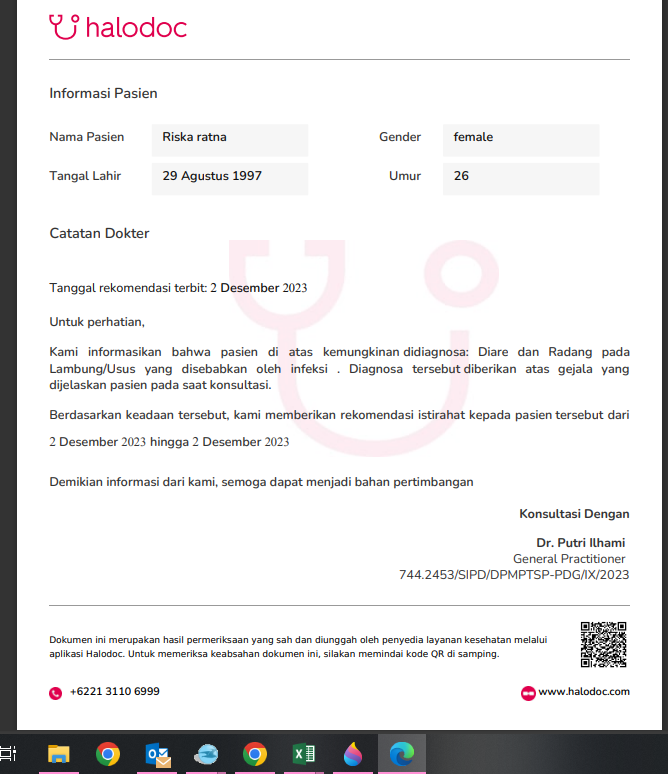 halodoc
Informasi Pasien
Nama Pasien Riska ratna Gender female
Tangal Lahir 29 Agustus 1997 Umur 26
Catatan Dokter
Tanggal rekomendasi terbit: 2 Desember 2023
Untuk perhatian,
Kami informasikan bahwa pasien di atas kemungkinan didiagnosa: Diare dan Radang pada
Lambung/Usus yang disebabkan oleh infeksi . Diagnosa tersebut diberikan atas gejala yang
dijelaskan pasien pada saat konsultasi.
Berdasarkan keadaan tersebut, kami memberikan rekomendasi istirahat kepada pasien tersebut dari
2 Desember 2023 hingga 2 Desember 2023
Demikian informasi dari kami, semoga dapat menjadi bahan pertimbangan
Konsultasi Dengan
Dr. Putri Ilhami
General Practitioner
744.2453/SIPD/DPMPTSP-PDG/IX/2023
Dokumen ini merupakan hasil permeriksaan yang sah dan diunggah oleh penyedia layanan kesehatan melalui
aplikasi Halodoc. Untuk memeriksa keabsahan dokumen ini, silakan memindai kode QR di samping.
+6221 3110 6999 www.halodoc.com